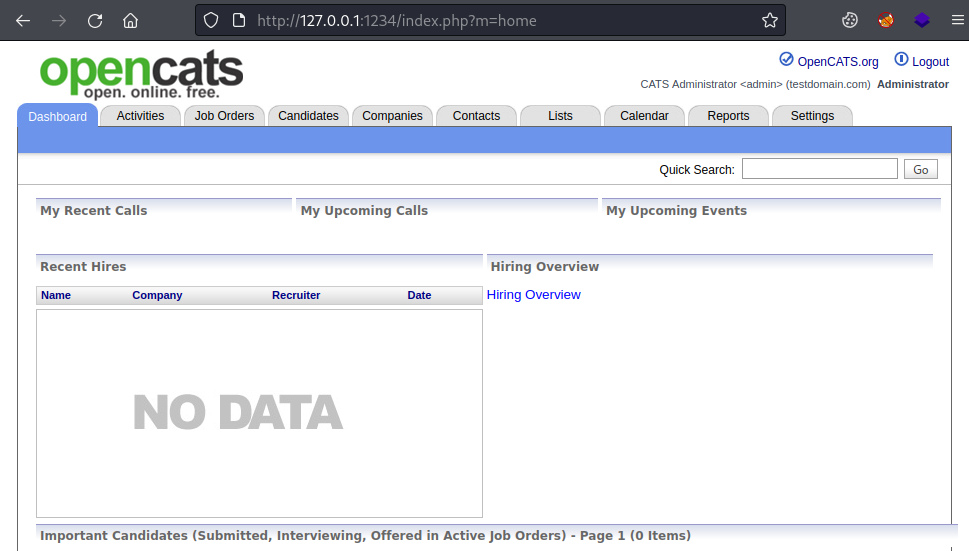 http://127.0.0.1:1234/index.php?m=home
opencats
open. online. free.
OpenCATS.org Logout
CATS Administrator <admin> (testdomain.com) Administrator
Dashboard Activities Job Orders Candidates Companies Contacts Lists Calendar Reports Settings
Quick Search: Go
My Recent Calls My Upcoming Calls My Upcoming Events
Recent Hires Hiring Overview
Name Company Recruiter Date Hiring Overview
NO DATA
Important Candidates (Submitted, Interviewing, Offered in Active Job Orders) - Page 1 (0 Items)